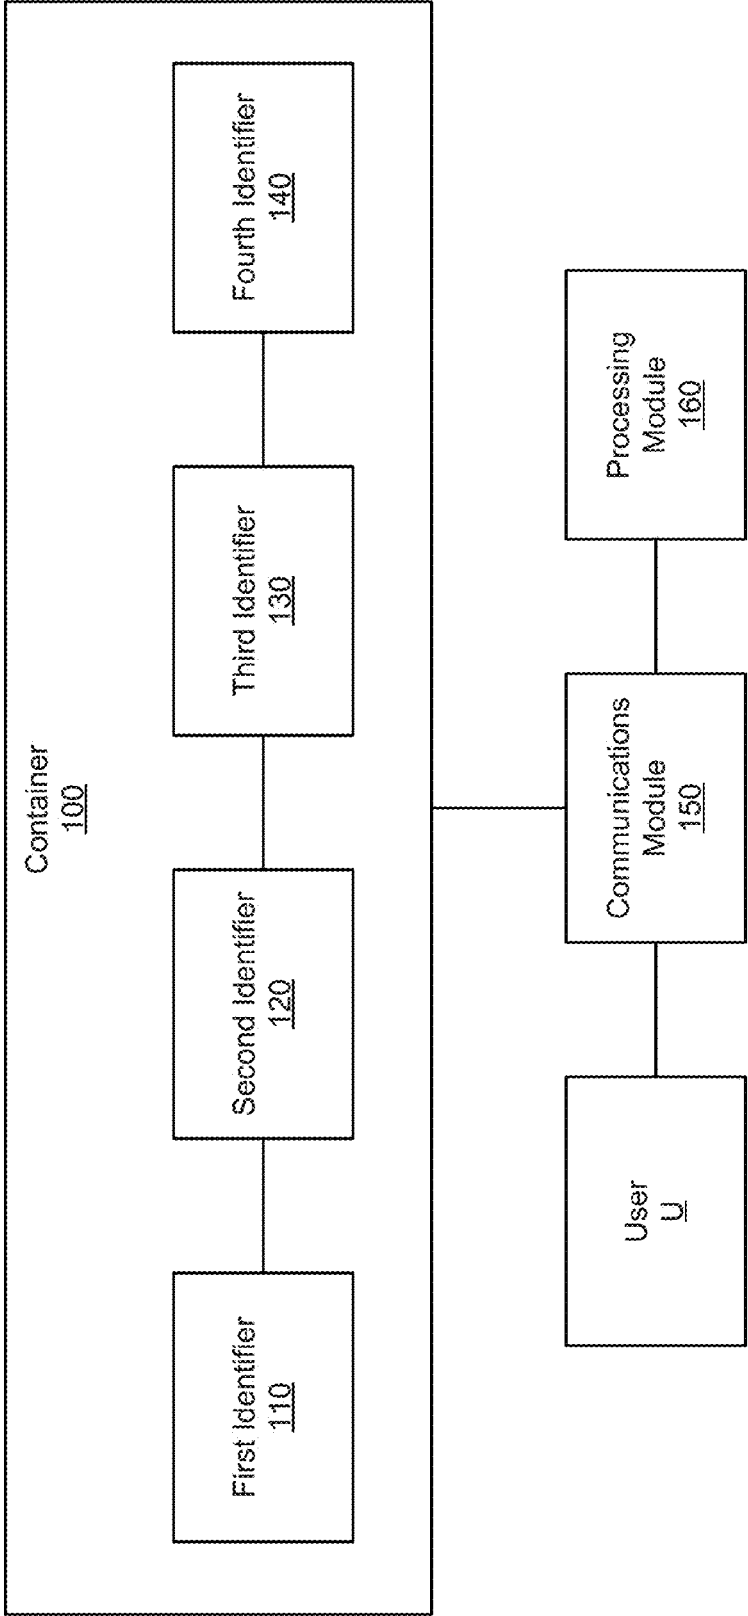 Container
100
First Identifier
110
Second Identifier
120
Third Identifier
130
Fourth Identifier
140
User
U
Communications
Module
150
Processing
Module
160